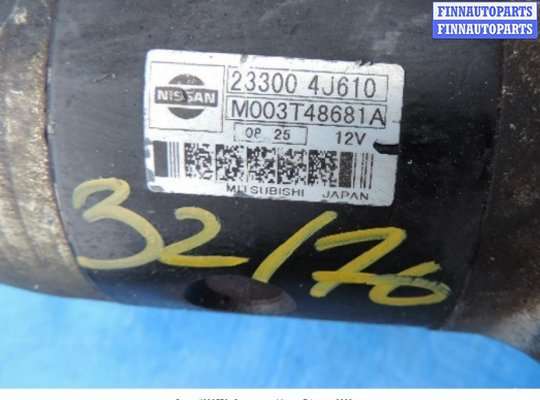 FINNAUTOPARTS
FINNAUTOPARTS
NISSAN
23300 4J610
M003T48681A
08 25 12V
MITSUBISHI JAPAN
32/76